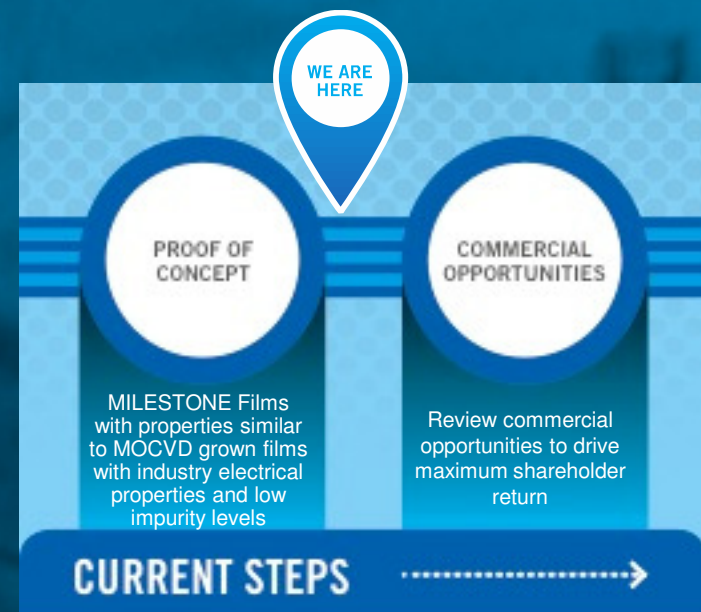 WE ARE
HERE
PROOF OF
CONCEPT
COMMERCIAL
OPPORTUNITIES
MILESTONE Films
with properties similar
to MOCVD grown films
with industry electrical
properties and low
impurity levels
Review commercial
opportunities to drive
maximum shareholder
return
CURRENT STEPS